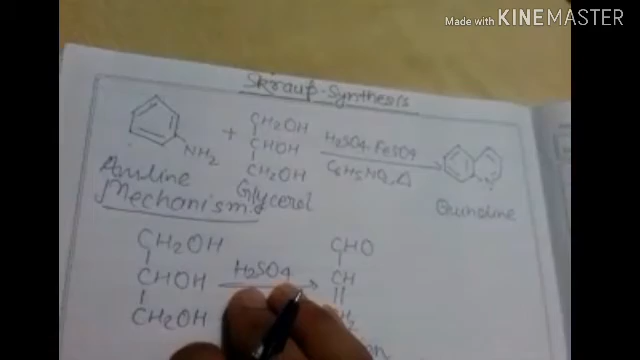 Made with KINEMASTER
Skraup-Synthesis
NH2 + CH2OH CHOH CH2OH H2SO4, FeSO4 C6H5NO2, Δ
Aniline Glycerol Quinoline
Mechanism:
CH2OH CHO
CHOH H2SO4 CH
CH2OH